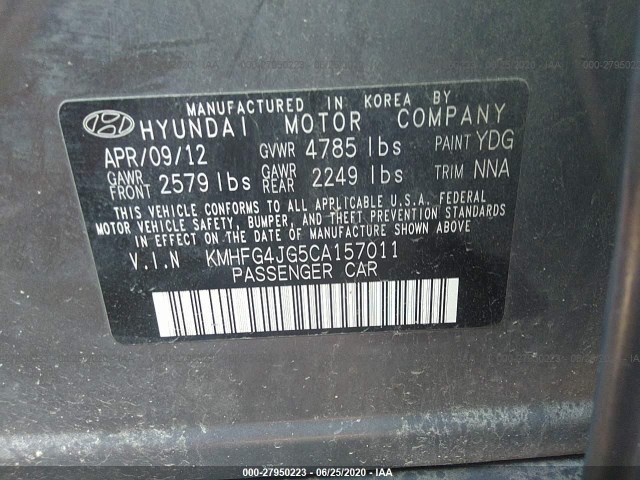 MANUFACTURED IN KOREA BY
HYUNDAI MOTOR COMPANY
APR/09/12 GVWR 4785 lbs PAINT YDG
GAWR FRONT 2579 lbs GAWR REAR 2249 lbs TRIM NNA
THIS VEHICLE CONFORMS TO ALL APPLICABLE U.S.A. FEDERAL
MOTOR VEHICLE SAFETY, BUMPER, AND THEFT PREVENTION STANDARDS
IN EFFECT ON THE DATE OF MANUFACTURE SHOWN ABOVE.
V.I.N KMHFG4JG5CA157011
PASSENGER CAR
000-27950223 - 06/25/2020 - IAA